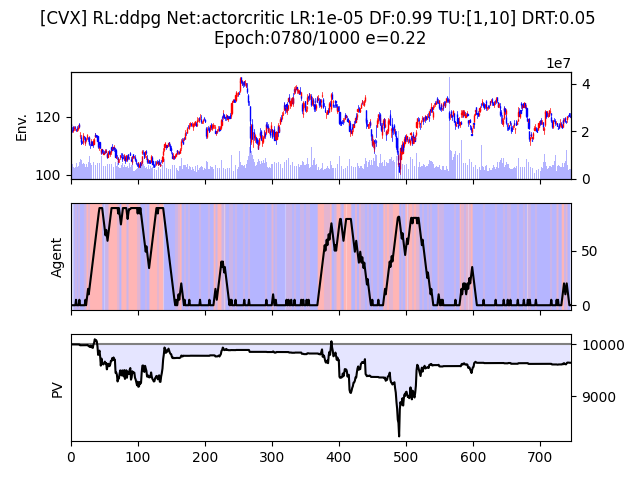 [CVX] RL:ddpg Net:actorcritic LR:1e-05 DF:0.99 TU:[1,10] DRT:0.05
Epoch:0780/1000 e=0.22
1e7
Env.
120
100
4
2
0
Agent
50
0
PV
10000
9000
0 100 200 300 400 500 600 700